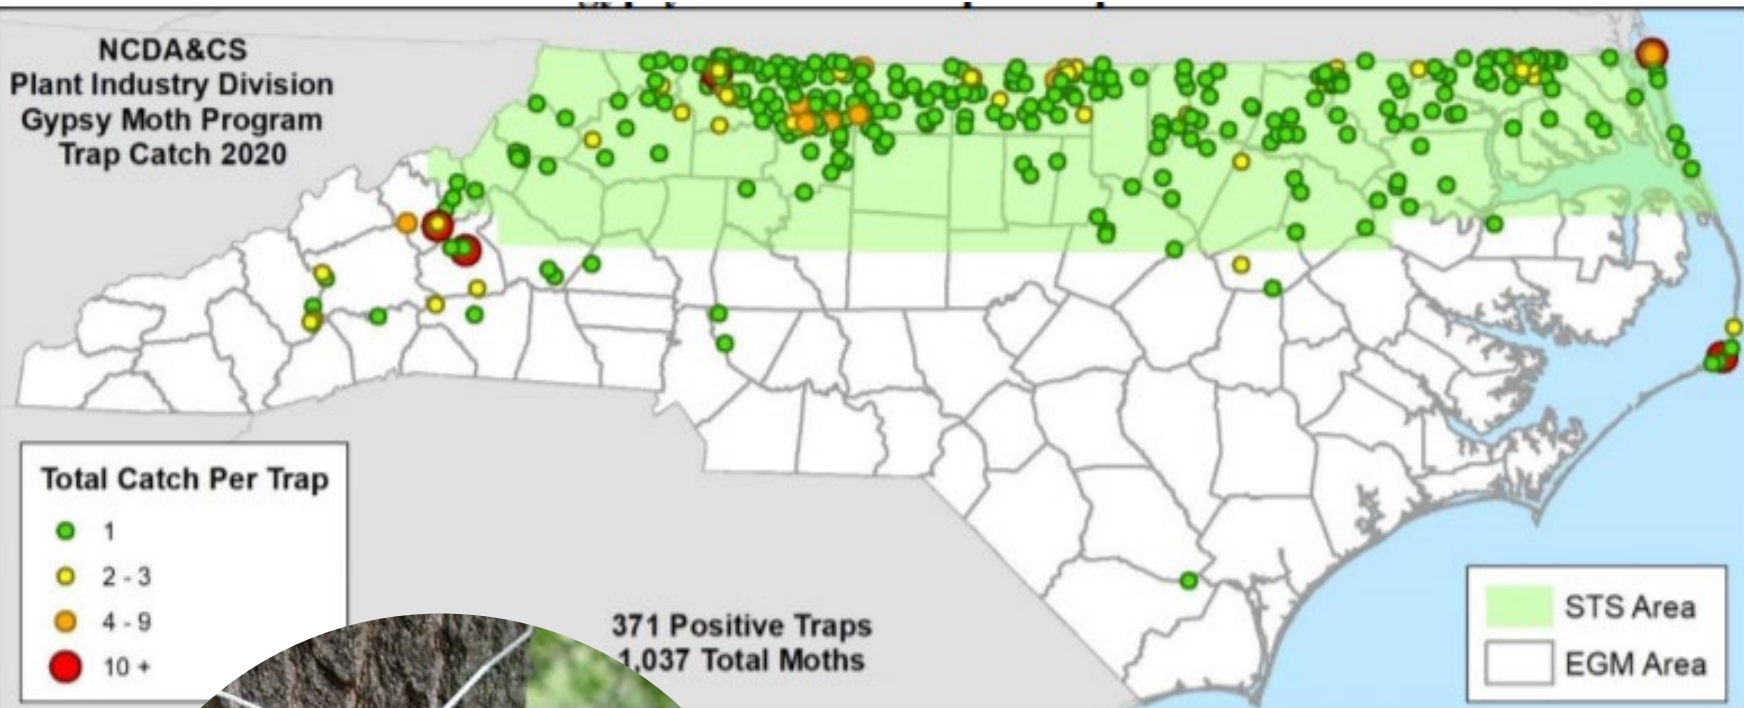 NCDA&CS
Plant Industry Division
Gypsy Moth Program
Trap Catch 2020
Total Catch Per Trap
1
2 - 3
4 - 9
10 +
371 Positive Traps
1,037 Total Moths
STS Area
EGM Area